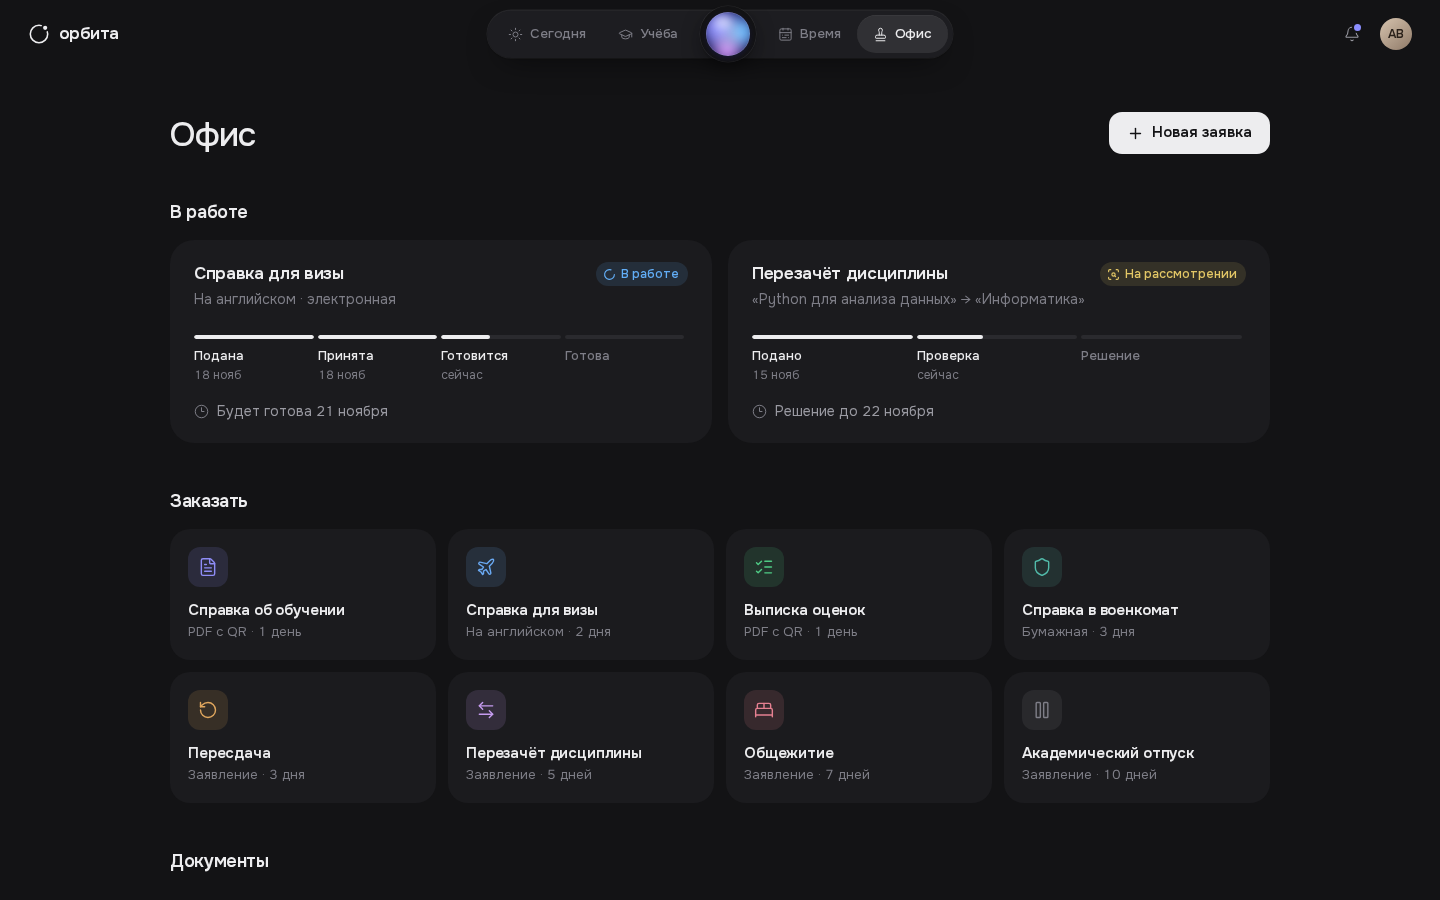 орбита
Сегодня
Учёба
Время
Офис
АВ
Офис
Новая заявка
В работе
Справка для визы
В работе
На английском · электронная
Подана
Принята
Готовится
Готова
18 нояб
18 нояб
сейчас
Будет готова 21 ноября
Перезачёт дисциплины
На рассмотрении
«Python для анализа данных» → «Информатика»
Подано
Проверка
Решение
15 нояб
сейчас
Решение до 22 ноября
Заказать
Справка об обучении
PDF с QR · 1 день
Справка для визы
На английском · 2 дня
Выписка оценок
PDF с QR · 1 день
Справка в военкомат
Бумажная · 3 дня
Пересдача
Заявление · 3 дня
Перезачёт дисциплины
Заявление · 5 дней
Общежитие
Заявление · 7 дней
Академический отпуск
Заявление · 10 дней
Документы